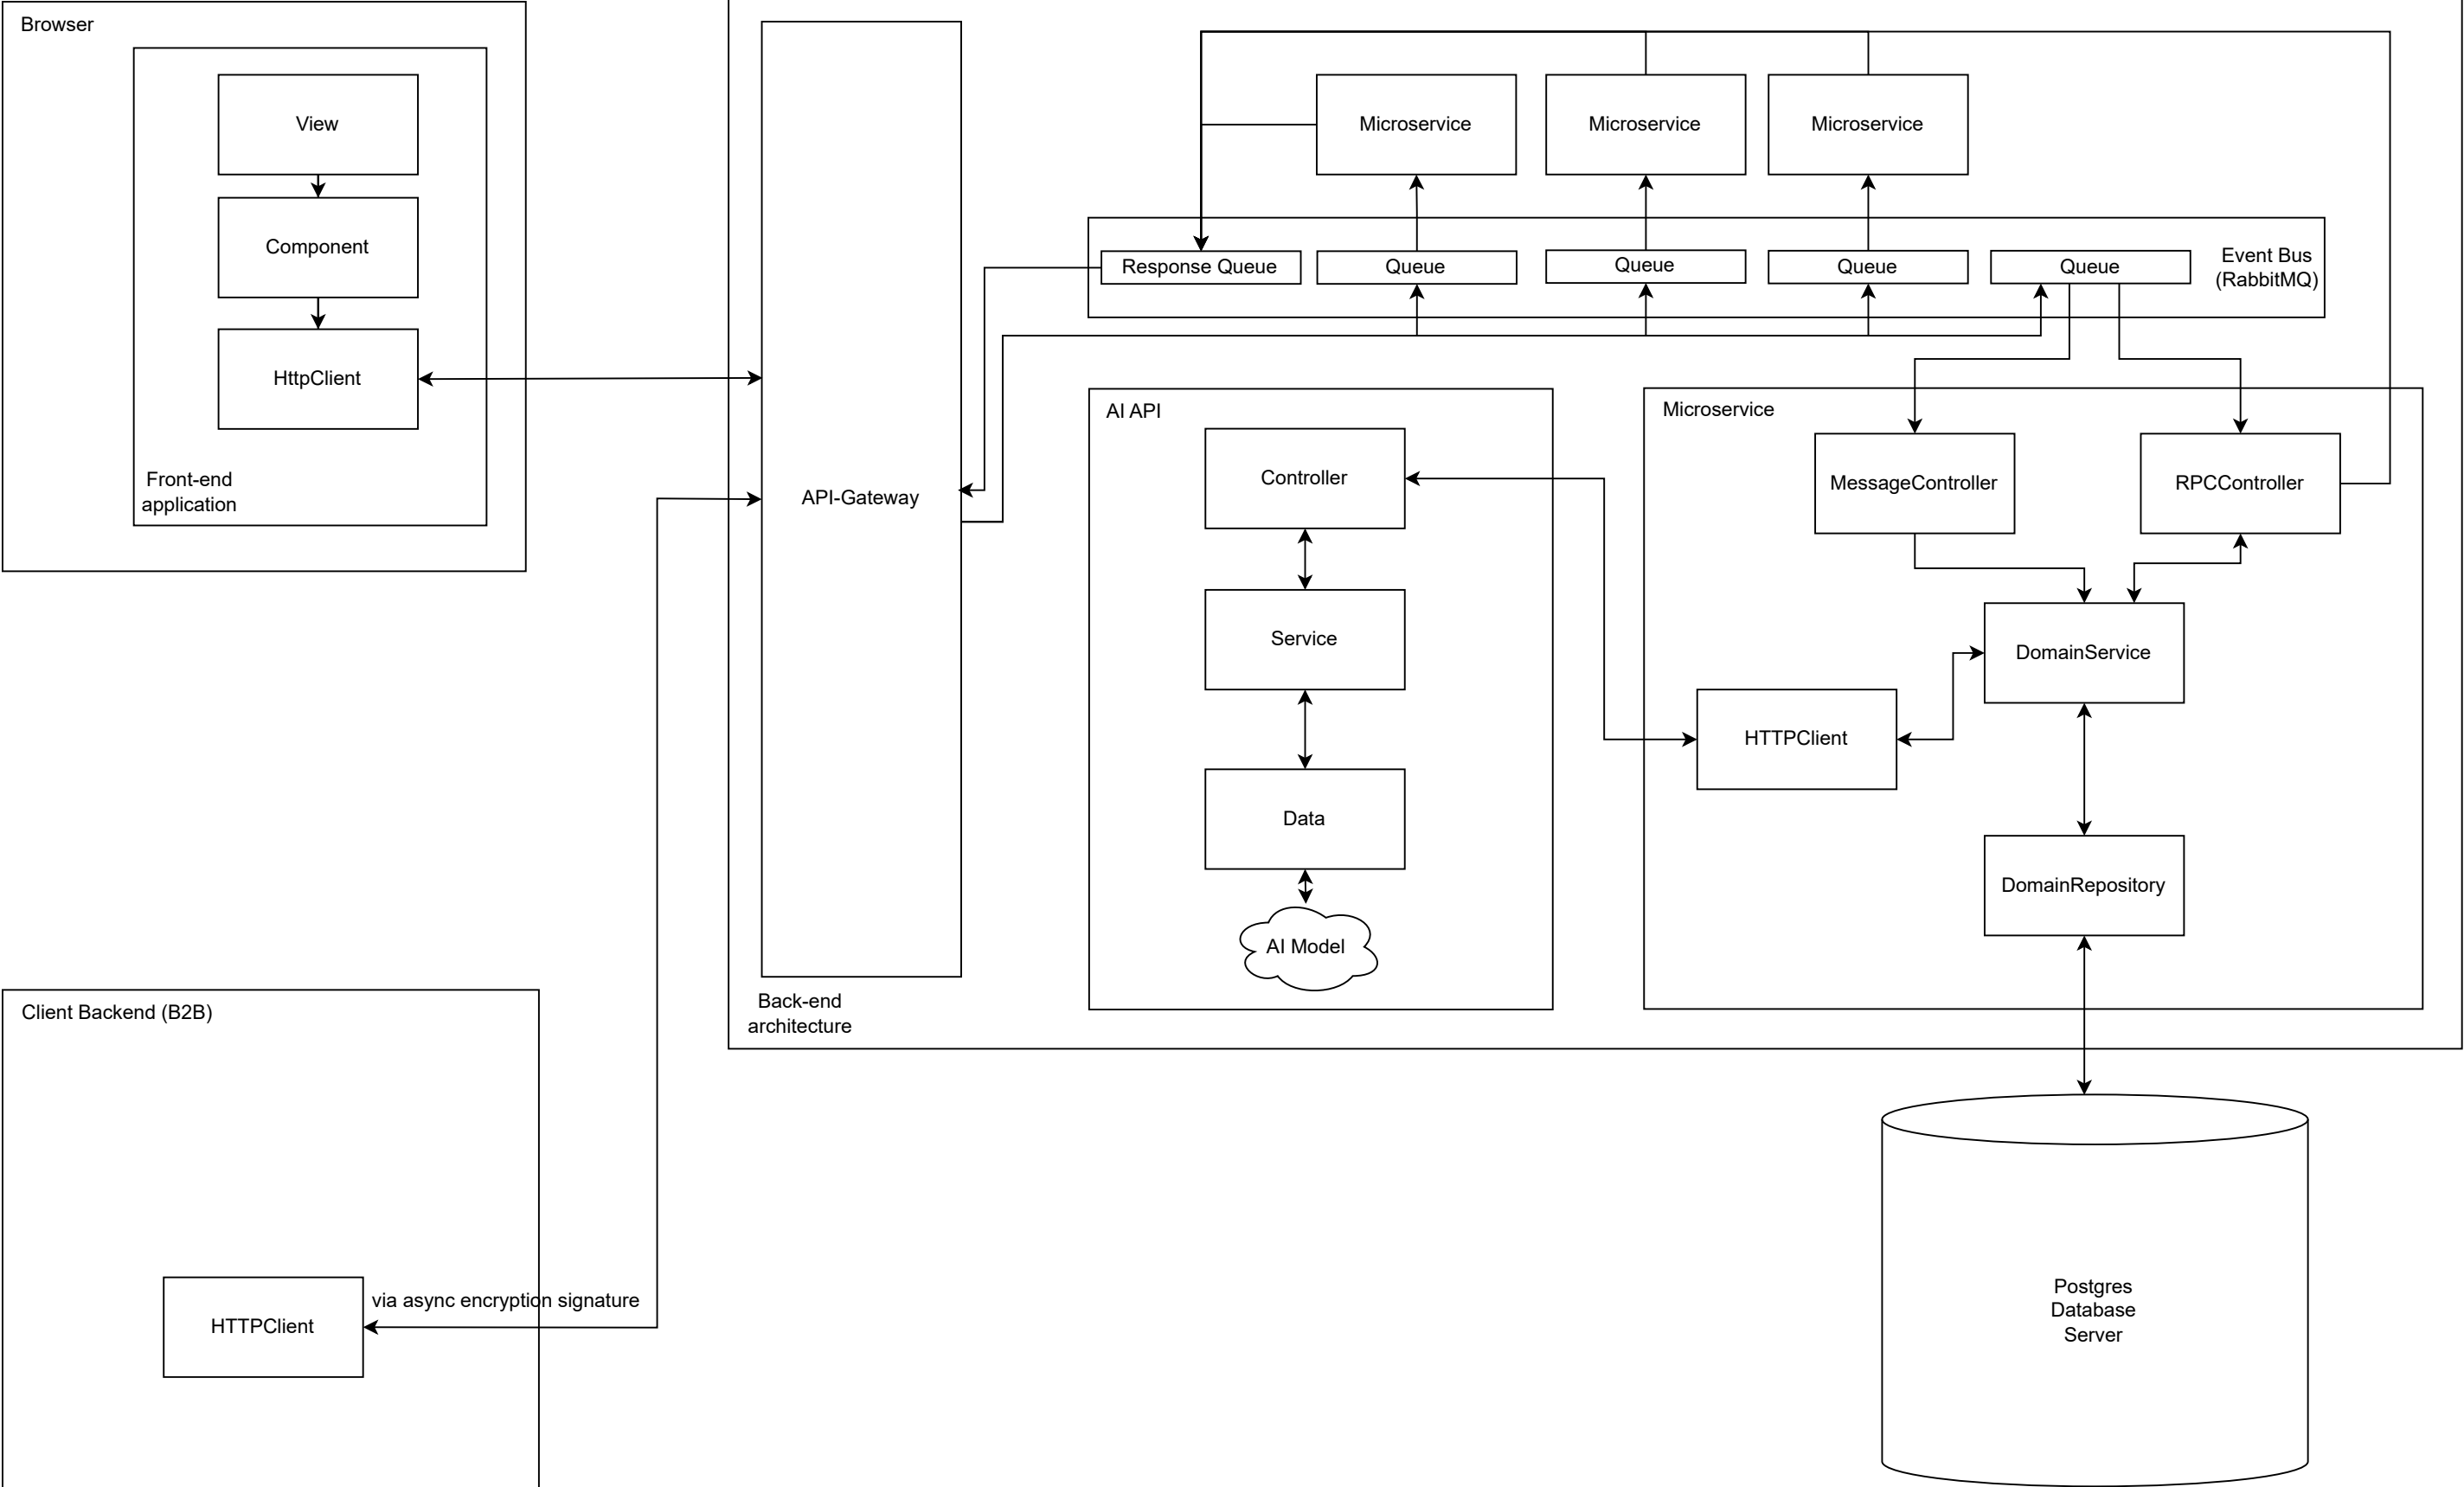 Browser
View
Component
HttpClient
Front-end
application
Client Backend (B2B)
HTTPClient
via async encryption signature
API-Gateway
Back-end
architecture
Microservice
Microservice
Microservice
Response Queue
Queue
Queue
Queue
Queue
Event Bus
(RabbitMQ)
AI API
Controller
Service
Data
AI Model
Microservice
MessageController
RPCController
DomainService
HTTPClient
DomainRepository
Postgres
Database
Server